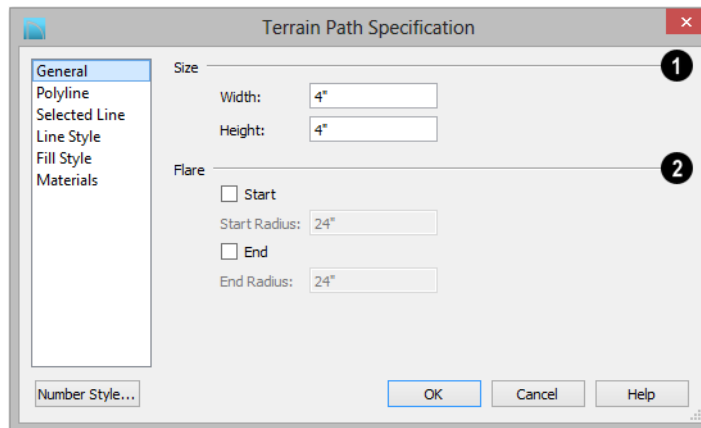 Terrain Path Specification
General
Polyline
Selected Line
Line Style
Fill Style
Materials
Size
1
Width: 4"
Height: 4"
Flare
2
Start
Start Radius: 24"
End
End Radius: 24"
Number Style...
OK
Cancel
Help